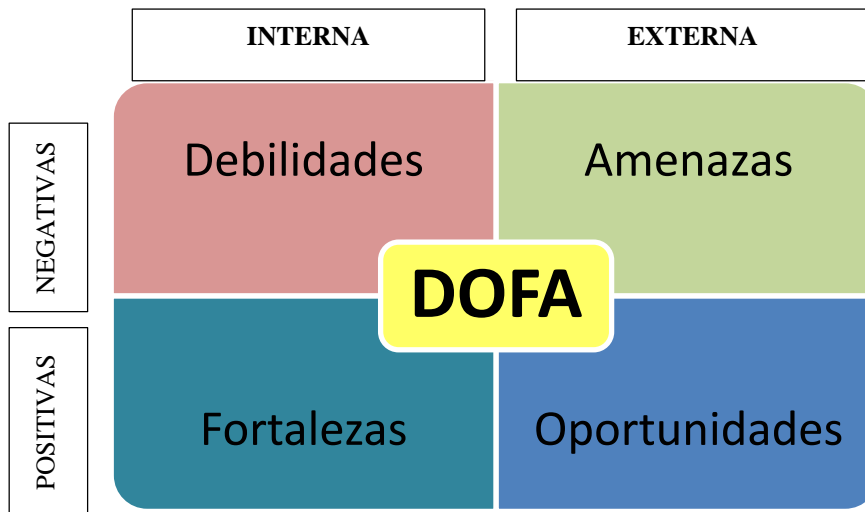 INTERNA
EXTERNA
NEGATIVAS
Debilidades
Amenazas
DOFA
POSITIVAS
Fortalezas
Oportunidades